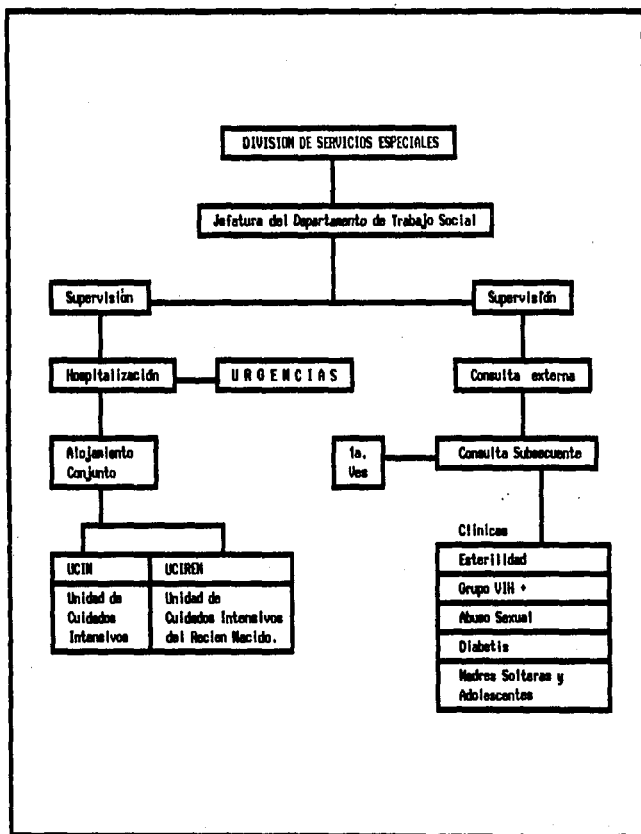 DIVISION DE SERVICIOS ESPECIALES
Jefatura del Departamento de Trabajo Social
Supervisión
Supervisión
Hospitalización
U R G E N C I A S
Consulta externa
Alojamiento
Conjunto
1a.
Ves
Consulta Subsecuente
Clínicas
UCIN
UCIREN
Esterilidad
Unidad de
Cuidados
Intensivos
Unidad de
Cuidados Intensivos
del Recien Nacido.
Grupo VIH +
Abuso Sexual
Diabetis
Madres Solteras y
Adolescentes